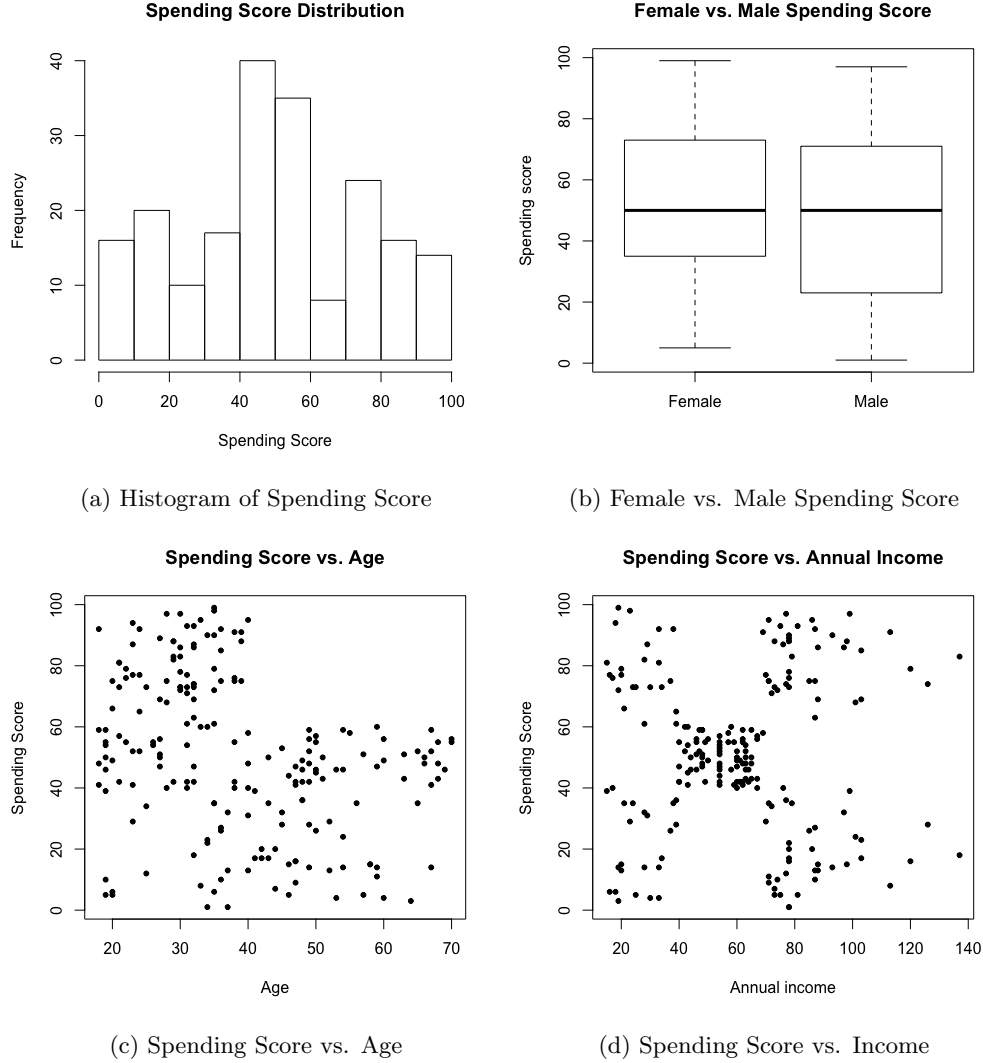 Spending Score Distribution
Frequency
0
10
20
30
40
0 20 40 60 80 100
Spending Score
(a) Histogram of Spending Score
Female vs. Male Spending Score
Spending score
0
20
40
60
80
100
Female Male
(b) Female vs. Male Spending Score
Spending Score vs. Age
Spending Score
0
20
40
60
80
100
20 30 40 50 60 70
Age
(c) Spending Score vs. Age
Spending Score vs. Annual Income
Spending Score
0
20
40
60
80
100
20 40 60 80 100 120 140
Annual income
(d) Spending Score vs. Income